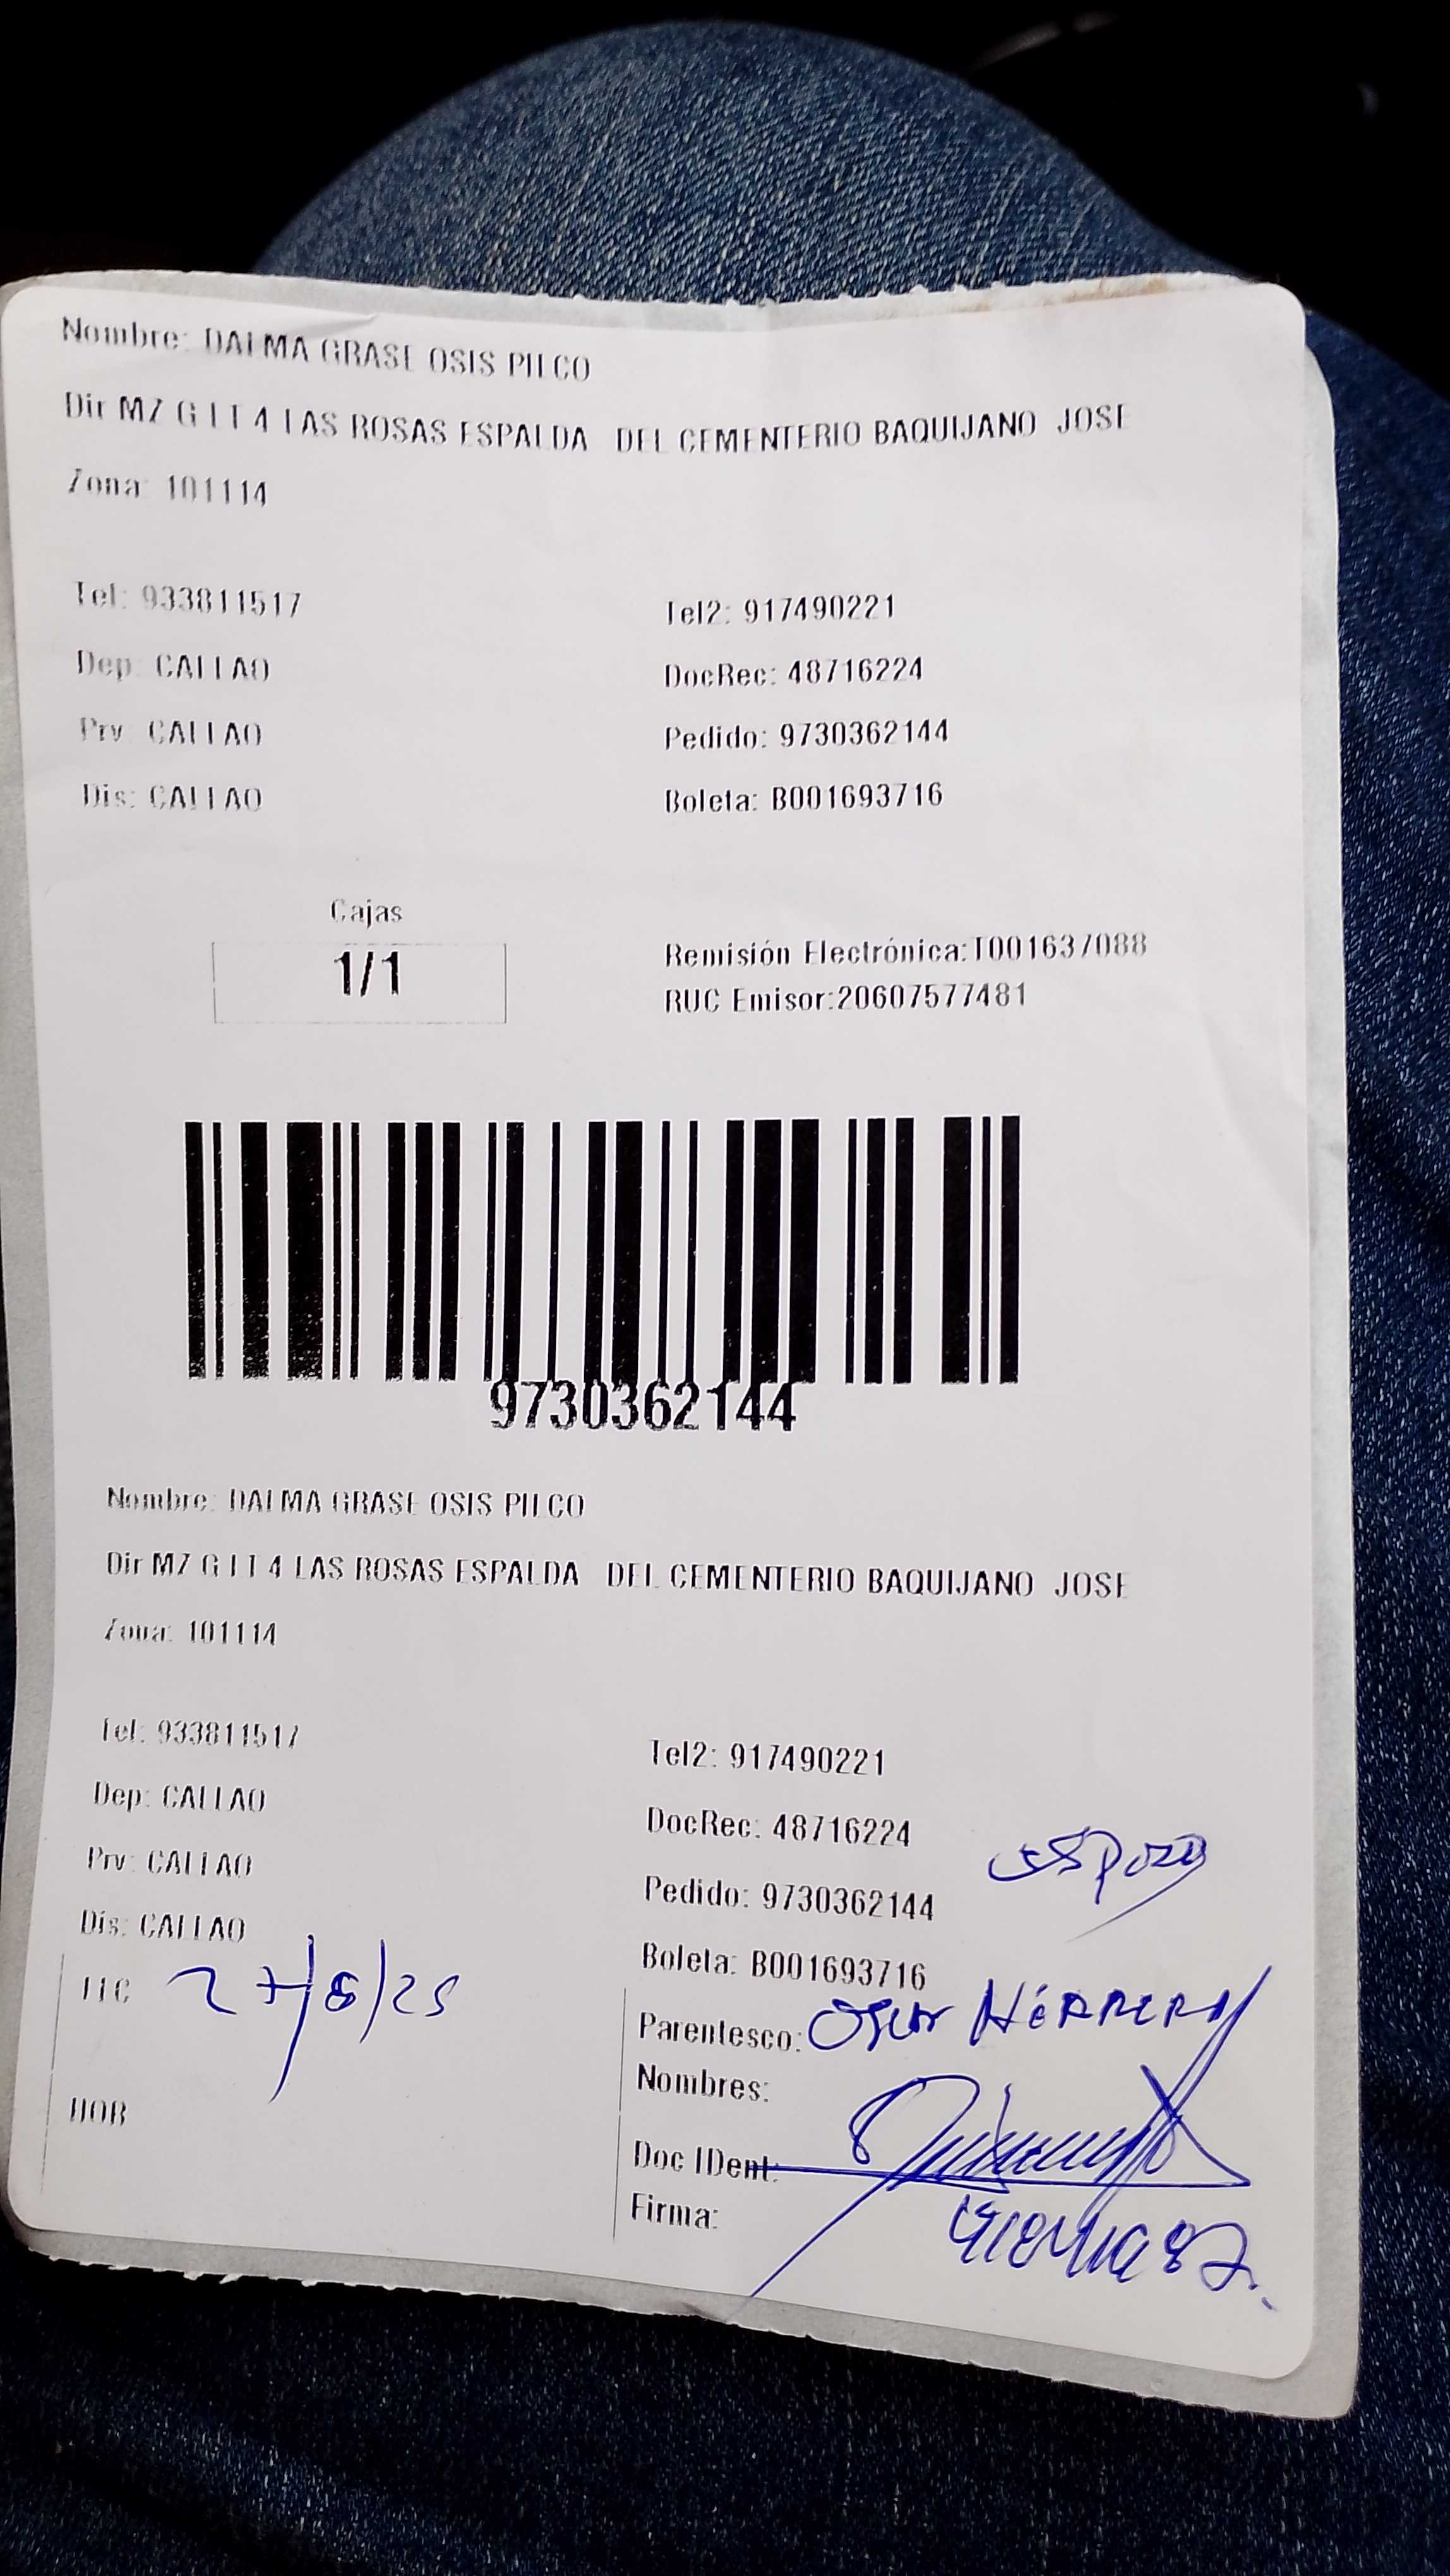 Nombre: DALMA GRASE OSIS PILCO
Dir MZ G LT 4 LAS ROSAS ESPALDA DEL CEMENTERIO BAQUIJANO JOSE
Zona: 101114
Tel: 933811517
Tel2: 917490221
Dep: CALLAO
DocRec: 48716224
Prv: CALLAO
Pedido: 9730362144
Dis: CALLAO
Boleta: B001693716
Cajas
1/1
Remisión Electrónica:T001637088
RUC Emisor:20607577481
9730362144
Nombre: DALMA GRASE OSIS PILCO
Dir MZ G LT 4 LAS ROSAS ESPALDA DEL CEMENTERIO BAQUIJANO JOSE
Zona: 101114
Tel: 933811517
Tel2: 917490221
Dep: CALLAO
DocRec: 48716224
esposo
Prv: CALLAO
Pedido: 9730362144
Dis: CALLAO
Boleta: B001693716
27/8/25
Parentesco: Oscar HERRERA
Nombres:
HOR
Doc IDent:
Firma: